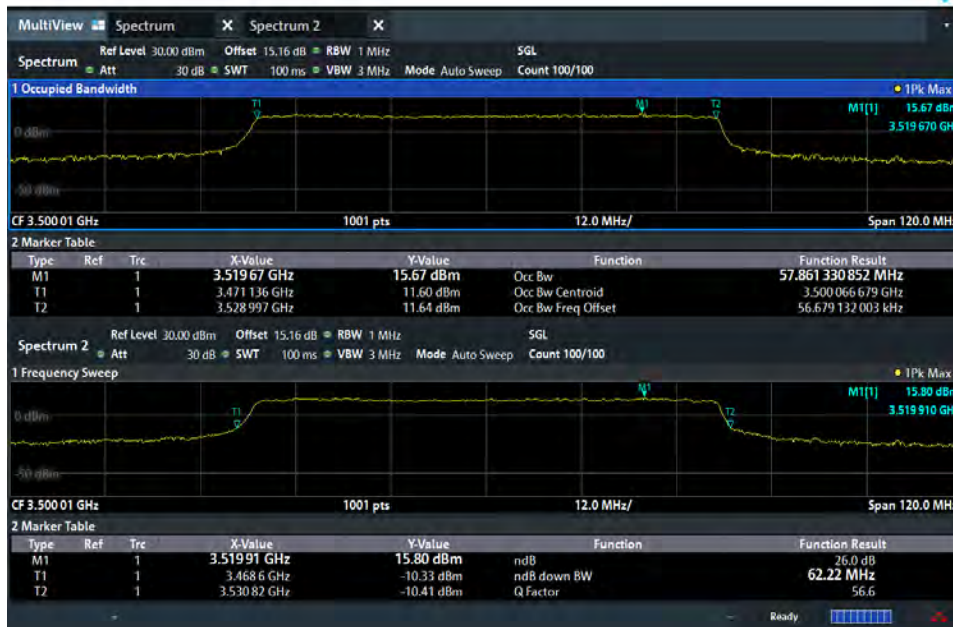 MultiView Spectrum X Spectrum 2 X
Spectrum Ref Level 30.00 dBm Offset 15.16 dB RBW 1 MHz SGL
Att 30 dB SWT 100 ms VBW 3 MHz Mode Auto Sweep Count 100/100
1 Occupied Bandwidth 1Pk Max
T1 M1 T2 M1[1] 15.67 dBm
0 dBm 3.519 670 GH
-50 dBm
CF 3.500 01 GHz 1001 pts 12.0 MHz/ Span 120.0 MH
2 Marker Table
Type Ref Trc X-Value Y-Value Function Function Result
M1 1 3.519 67 GHz 15.67 dBm Occ Bw 57.861 330 852 MHz
T1 1 3.471 136 GHz 11.60 dBm Occ Bw Centroid 3.500 066 679 GHz
T2 1 3.528 997 GHz 11.64 dBm Occ Bw Freq Offset 56.679 132 003 kHz
Spectrum 2 Ref Level 30.00 dBm Offset 15.16 dB RBW 1 MHz SGL
Att 30 dB SWT 100 ms VBW 3 MHz Mode Auto Sweep Count 100/100
1 Frequency Sweep 1Pk Max
M1 M1[1] 15.80 dBm
T1 T2 0 dBm 3.519 910 GH
-50 dBm
CF 3.500 01 GHz 1001 pts 12.0 MHz/ Span 120.0 MH
2 Marker Table
Type Ref Trc X-Value Y-Value Function Function Result
M1 1 3.519 91 GHz 15.80 dBm ndB 26.0 dB
T1 1 3.468 6 GHz -10.33 dBm ndB down BW 62.22 MHz
T2 1 3.530 82 GHz -10.41 dBm Q Factor 56.6
Ready